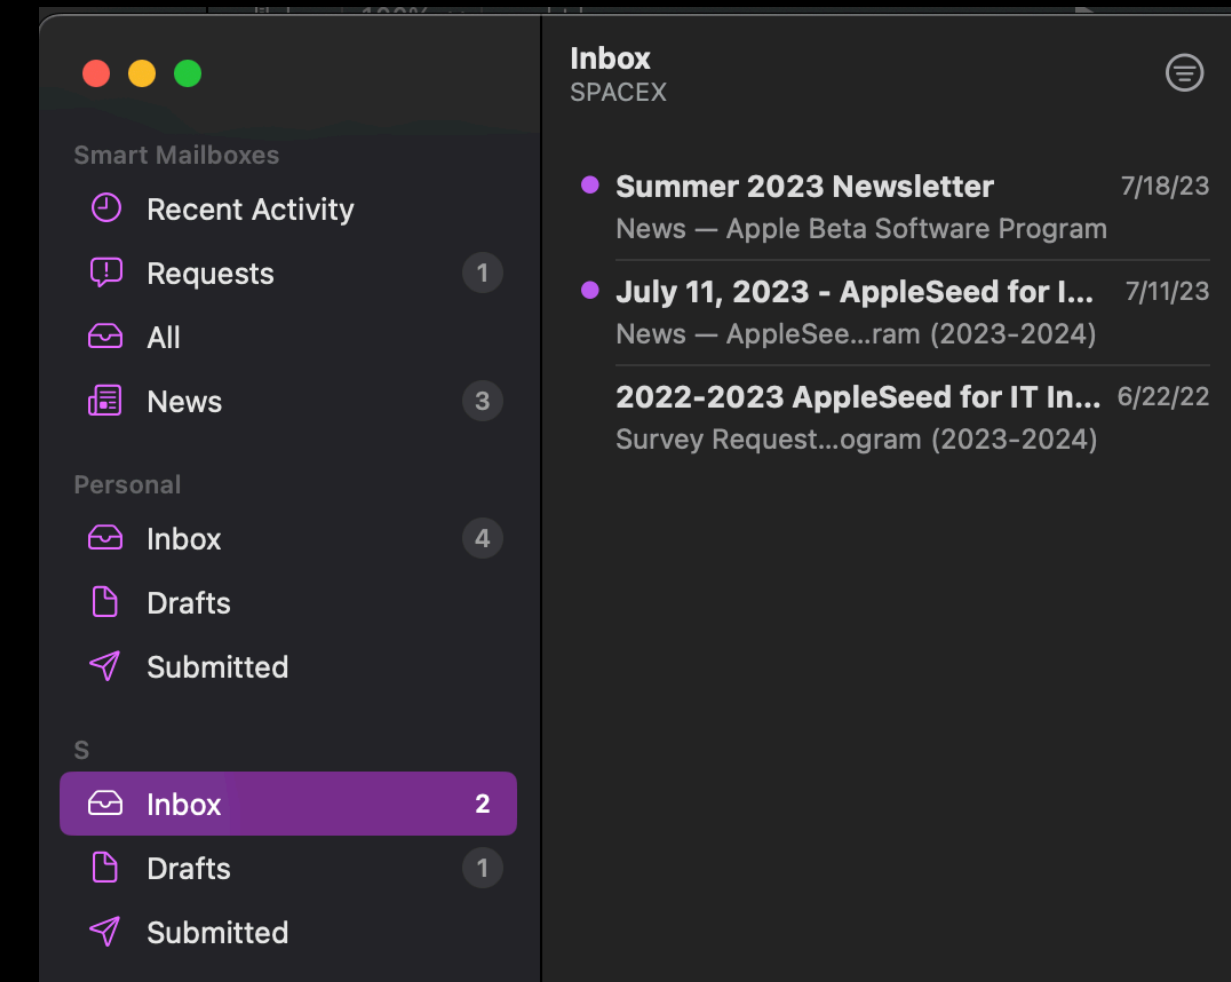 Smart Mailboxes
Recent Activity
Requests 1
All
News 3
Personal
Inbox 4
Drafts
Submitted
S
Inbox 2
Drafts 1
Submitted
Inbox
SPACEX
Summer 2023 Newsletter 7/18/23
News — Apple Beta Software Program
July 11, 2023 - AppleSeed for I... 7/11/23
News — AppleSee...ram (2023-2024)
2022-2023 AppleSeed for IT In... 6/22/22
Survey Request...ogram (2023-2024)